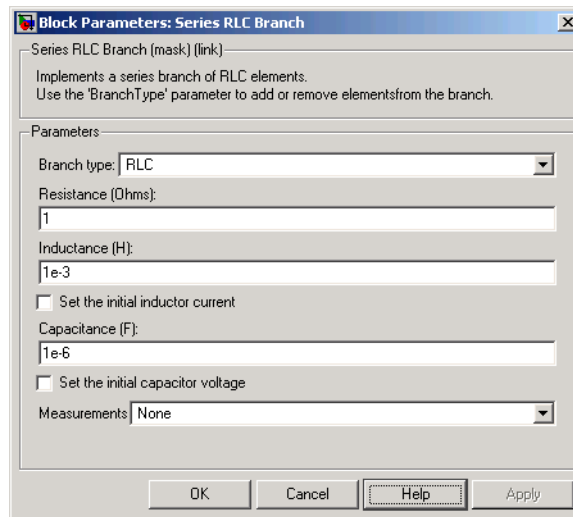 Block Parameters: Series RLC Branch
Series RLC Branch (mask) (link)
Implements a series branch of RLC elements.
Use the 'BranchType' parameter to add or remove elementsfrom the branch.
Parameters
Branch type: RLC
Resistance (Ohms):
1
Inductance (H):
1e-3
Set the initial inductor current
Capacitance (F):
1e-6
Set the initial capacitor voltage
Measurements None
OK Cancel Help Apply